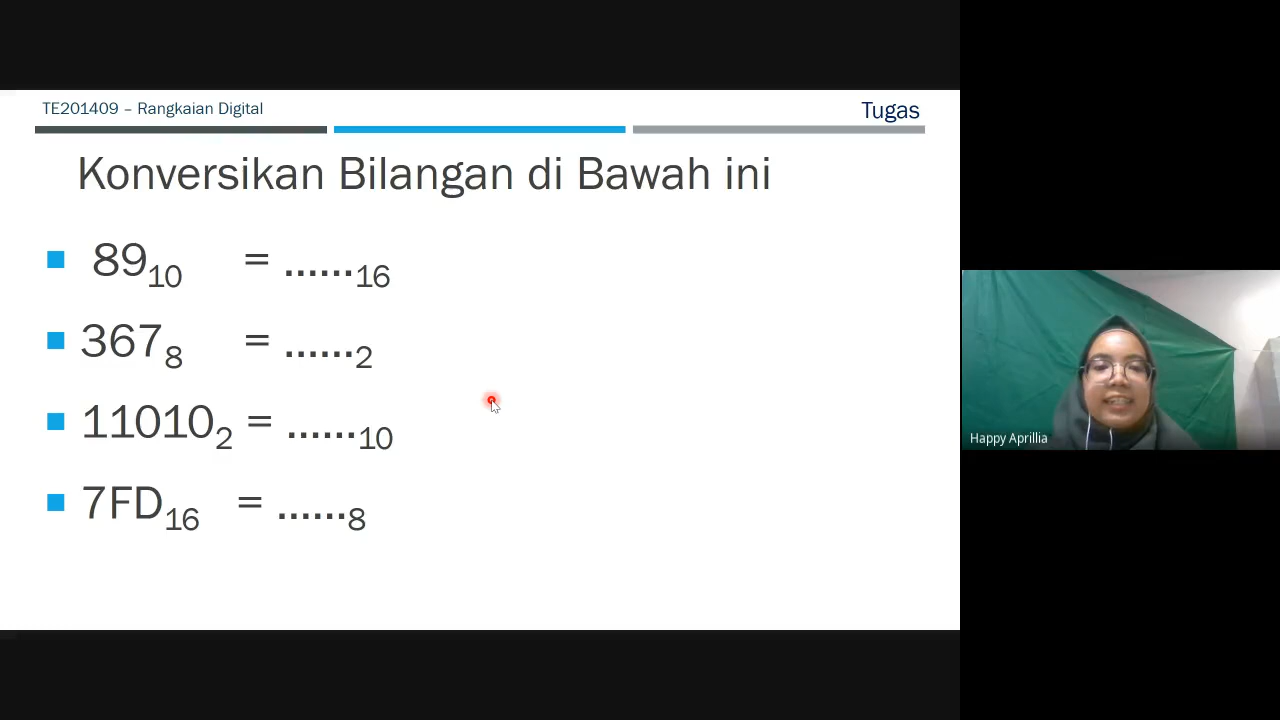 TE201409 – Rangkaian Digital
Tugas
Konversikan Bilangan di Bawah ini
89₁₀ = ......₁₆
367₈ = ......₂
11010₂ = ......₁₀
7FD₁₆ = ......₈
Happy Aprillia